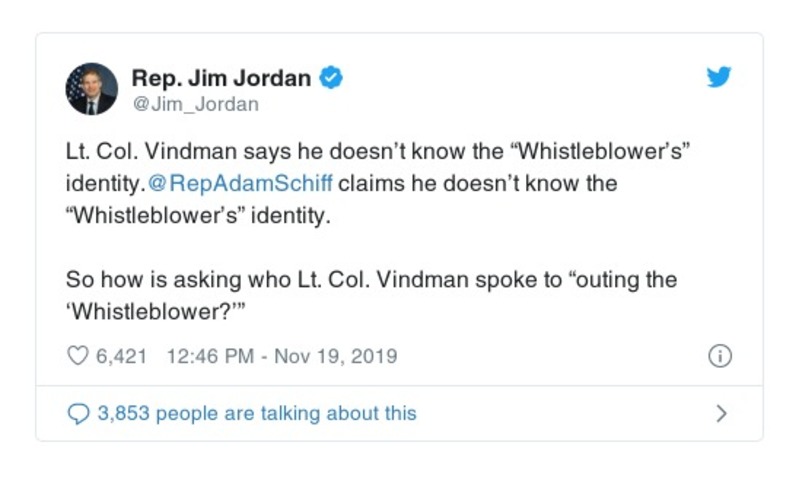 Rep. Jim Jordan
@Jim_Jordan
Lt. Col. Vindman says he doesn’t know the “Whistleblower’s”
identity.@RepAdamSchiff claims he doesn’t know the
“Whistleblower’s” identity.
So how is asking who Lt. Col. Vindman spoke to “outing the
‘Whistleblower?’”
6,421 12:46 PM - Nov 19, 2019
3,853 people are talking about this